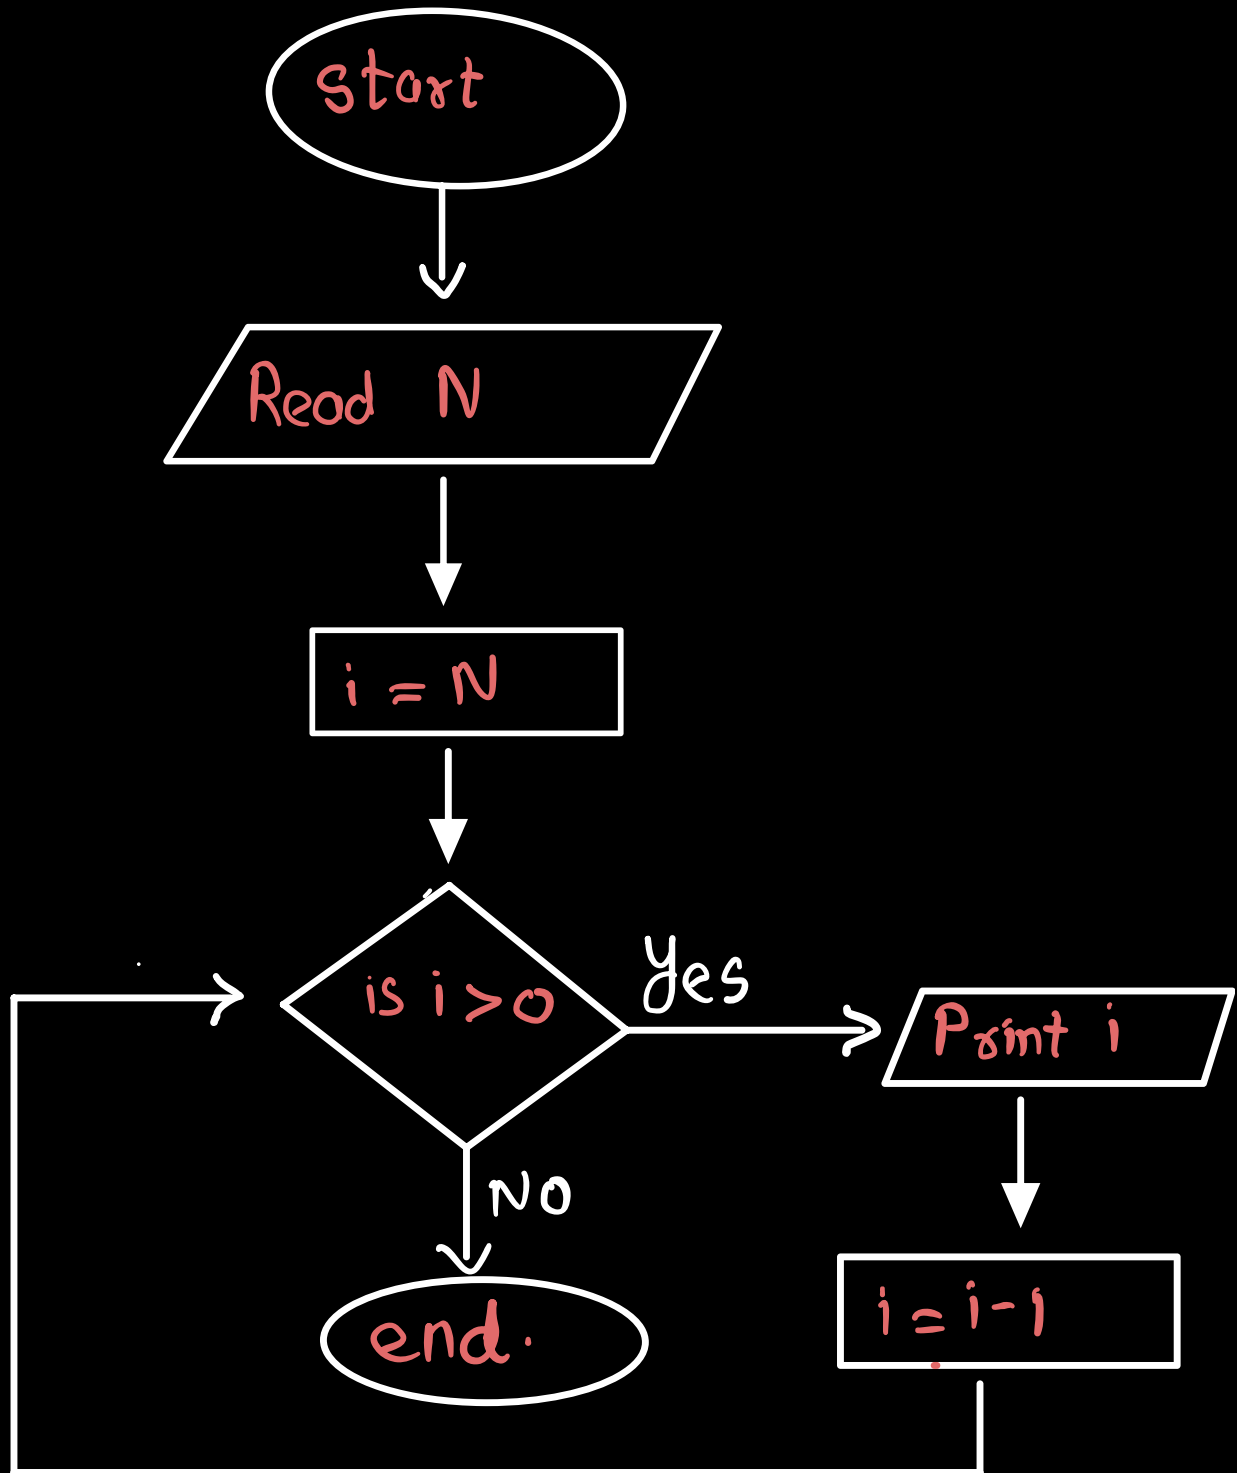 start
Read N
i = N
is i > 0
yes
Print i
NO
i = i - 1
end.